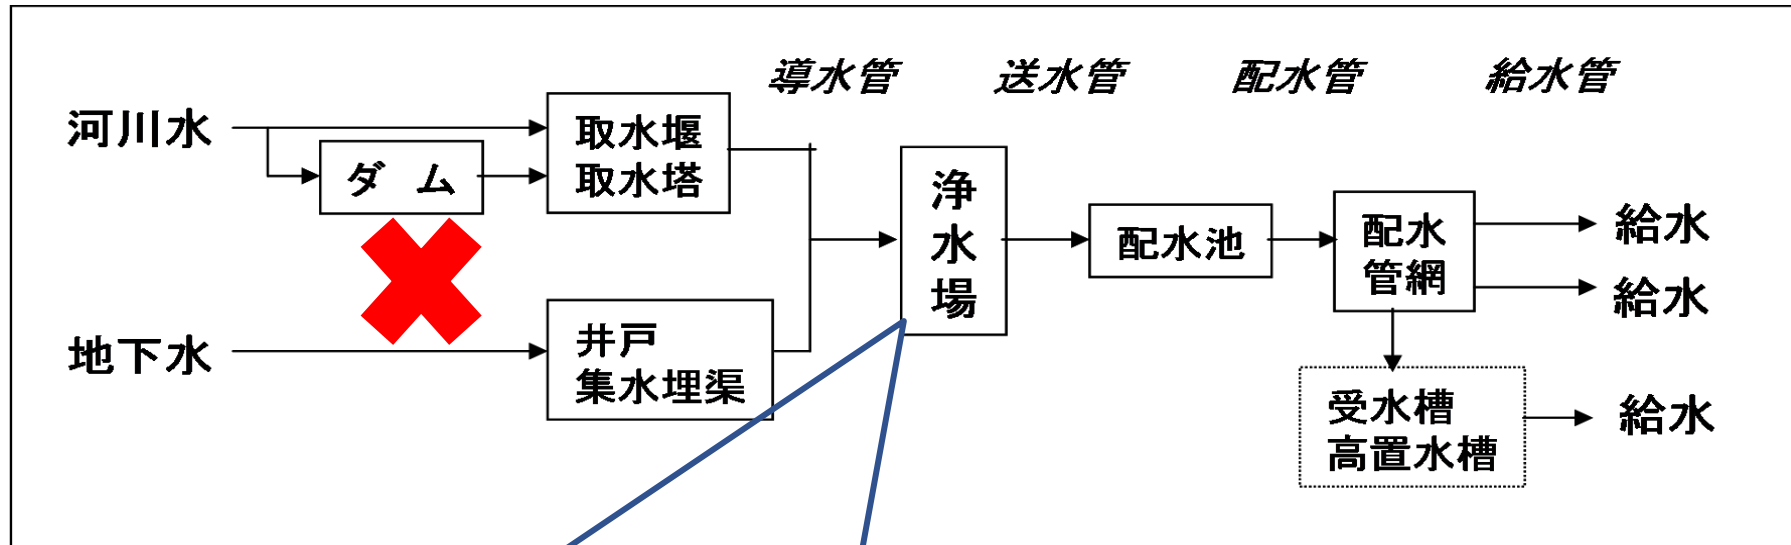 導水管
送水管
配水管
給水管
河川水
ダ ム
取水堰
取水塔
地下水
井戸
集水埋渠
浄
水
場
配水池
配水
管網
給水
給水
受水槽
高置水槽
給水